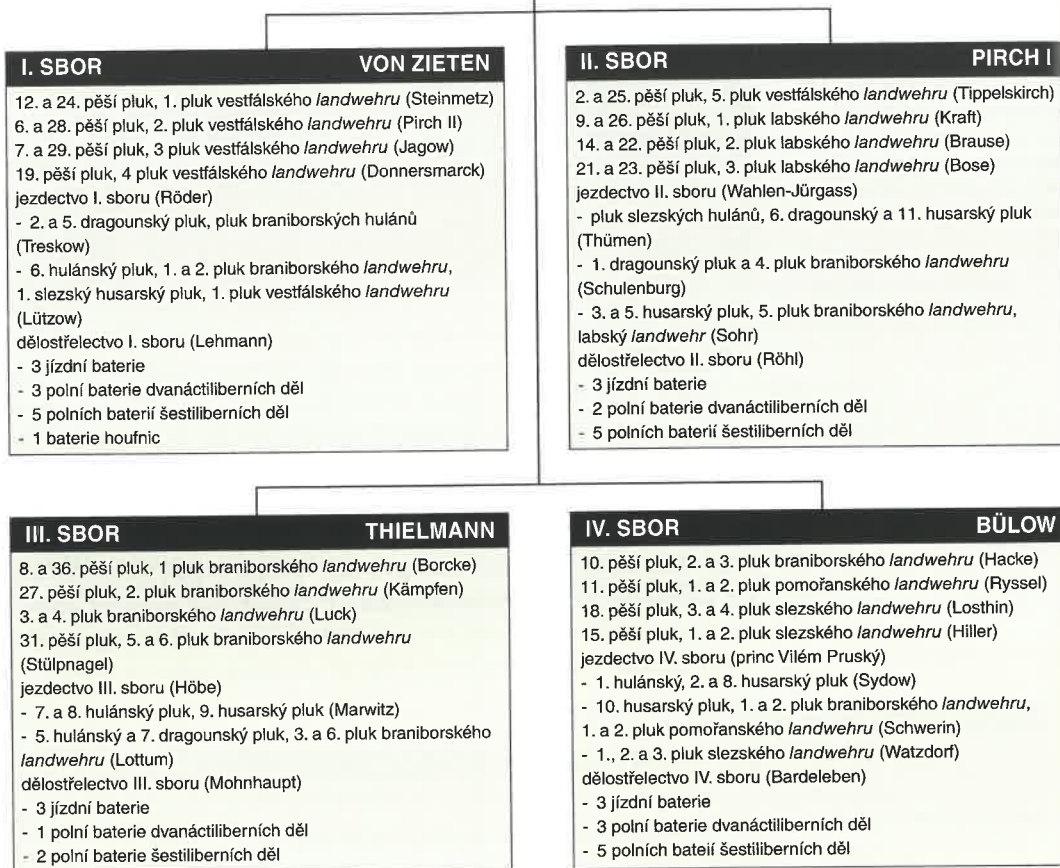 I. SBOR VON ZIETEN
12. a 24. pěší pluk, 1. pluk vestfálského landwehru (Steinmetz)
6. a 28. pěší pluk, 2. pluk vestfálského landwehru (Pirch II)
7. a 29. pěší pluk, 3 pluk vestfálského landwehru (Jagow)
19. pěší pluk, 4 pluk vestfálského landwehru (Donnersmarck)
jezdectvo I. sboru (Röder)
- 2. a 5. dragounský pluk, pluk braniborských hulánů
(Treskow)
- 6. hulánský pluk, 1. a 2. pluk braniborského landwehru,
1. slezský husarský pluk, 1. pluk vestfálského landwehru
(Lützow)
dělostřelectvo I. sboru (Lehmann)
- 3 jízdní baterie
- 3 polní baterie dvanáctiliberních děl
- 5 polních baterií šestiliberních děl
- 1 baterie houfnic
II. SBOR PIRCH I
2. a 25. pěší pluk, 5. pluk vestfálského landwehru (Tippelskirch)
9. a 26. pěší pluk, 1. pluk labského landwehru (Kraft)
14. a 22. pěší pluk, 2. pluk labského landwehru (Brause)
21. a 23. pěší pluk, 3. pluk labského landwehru (Bose)
jezdectvo II. sboru (Wahlen-Jürgass)
- pluk slezských hulánů, 6. dragounský a 11. husarský pluk
(Thümen)
- 1. dragounský pluk a 4. pluk braniborského landwehru
(Schulenburg)
- 3. a 5. husarský pluk, 5. pluk braniborského landwehru,
labský landwehr (Sohr)
dělostřelectvo II. sboru (Röhl)
- 3 jízdní baterie
- 2 polní baterie dvanáctiliberních děl
- 5 polních baterií šestiliberních děl
III. SBOR THIELMANN
8. a 36. pěší pluk, 1 pluk braniborského landwehru (Borcke)
27. pěší pluk, 2. pluk braniborského landwehru (Kämpfen)
3. a 4. pluk braniborského landwehru (Luck)
31. pěší pluk, 5. a 6. pluk braniborského landwehru
(Stülpnagel)
jezdectvo III. sboru (Höbe)
- 7. a 8. hulánský pluk, 9. husarský pluk (Marwitz)
- 5. hulánský a 7. dragounský pluk, 3. a 6. pluk braniborského
landwehru (Lottum)
dělostřelectvo III. sboru (Mohnhaupt)
- 3 jízdní baterie
- 1 polní baterie dvanáctiliberních děl
- 2 polní baterie šestiliberních děl
IV. SBOR BÜLOW
10. pěší pluk, 2. a 3. pluk braniborského landwehru (Hacke)
11. pěší pluk, 1. a 2. pluk pomořanského landwehru (Ryssel)
18. pěší pluk, 3. a 4. pluk slezského landwehru (Losthin)
15. pěší pluk, 1. a 2. pluk slezského landwehru (Hiller)
jezdectvo IV. sboru (princ Vilém Pruský)
- 1. hulánský, 2. a 8. husarský pluk (Sydow)
- 10. husarský pluk, 1. a 2. pluk braniborského landwehru,
1. a 2. pluk pomořanského landwehru (Schwerin)
- 1., 2. a 3. pluk slezského landwehru (Watzdorf)
dělostřelectvo IV. sboru (Bardeleben)
- 3 jízdní baterie
- 3 polní baterie dvanáctiliberních děl
- 5 polních bateií šestiliberních děl